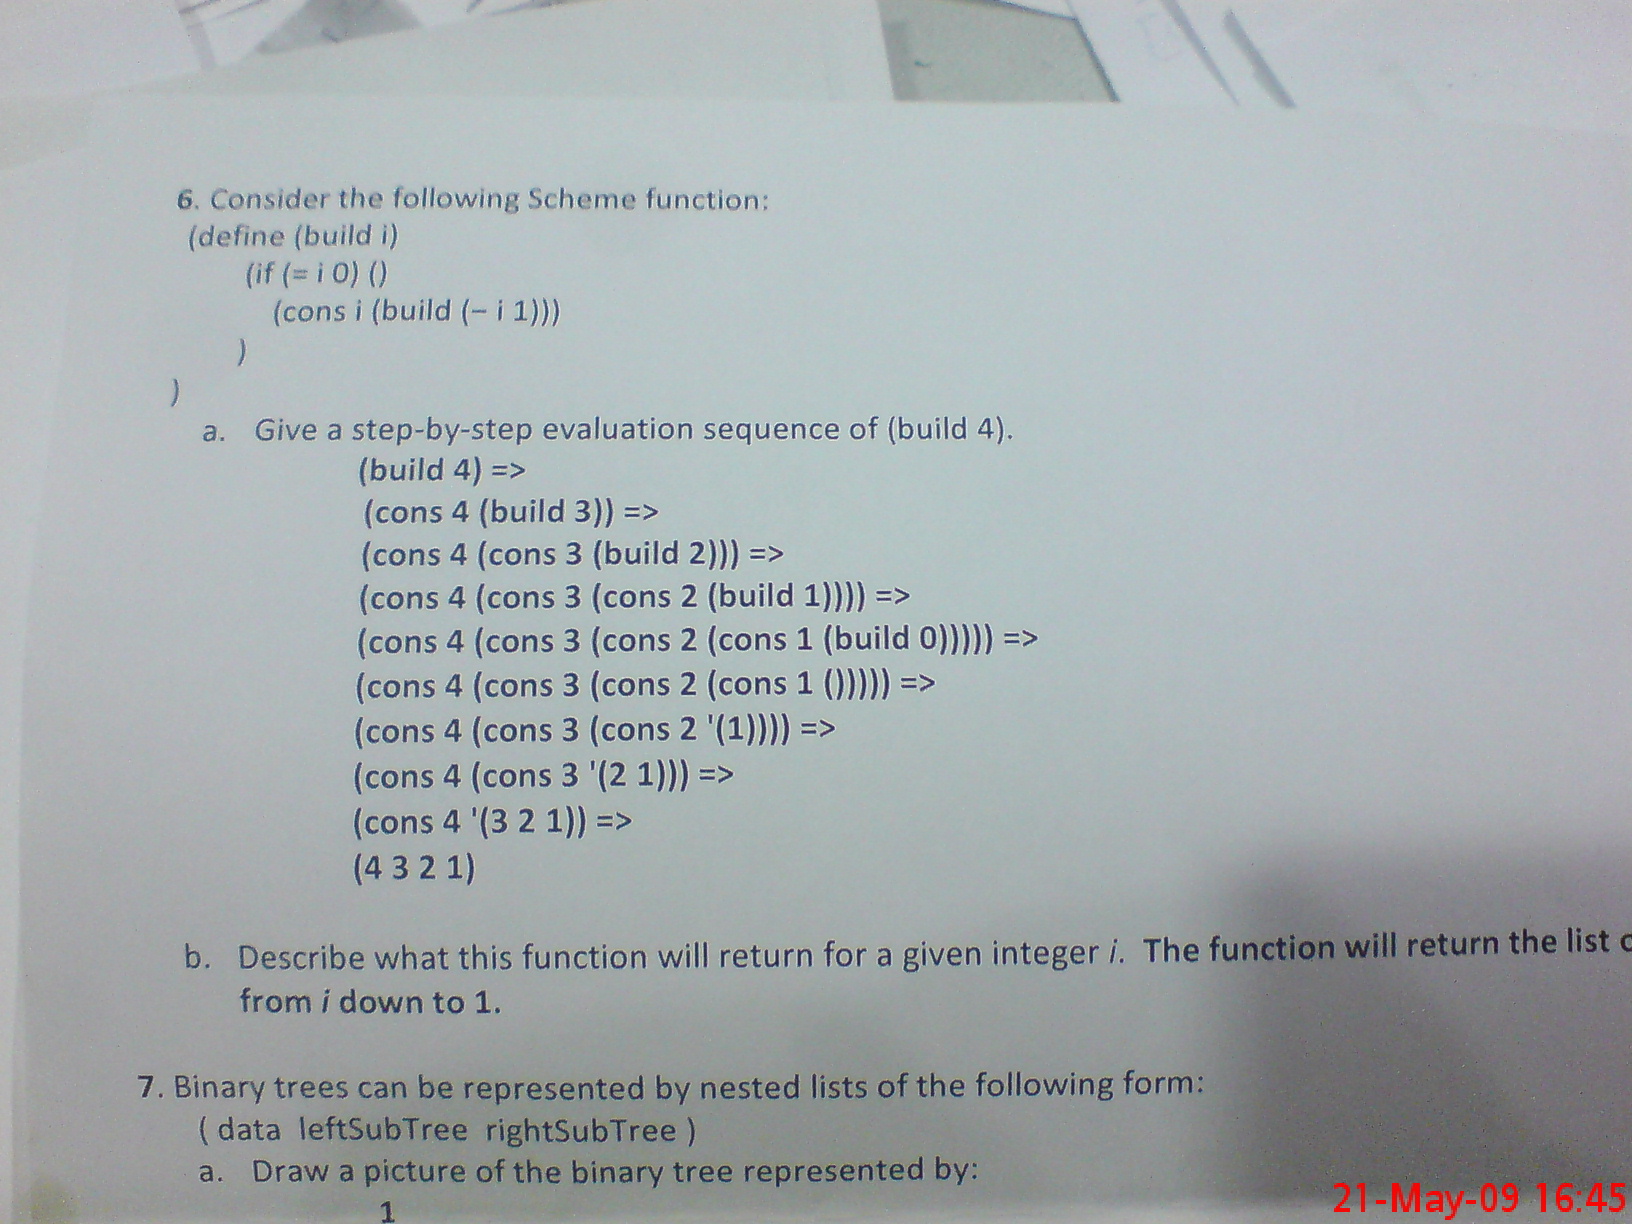 6. Consider the following Scheme function:
(define (build i)
(if (= i 0) ()
(cons i (build (– i 1)))
)
)
a. Give a step-by-step evaluation sequence of (build 4).
(build 4) =>
(cons 4 (build 3)) =>
(cons 4 (cons 3 (build 2))) =>
(cons 4 (cons 3 (cons 2 (build 1)))) =>
(cons 4 (cons 3 (cons 2 (cons 1 (build 0))))) =>
(cons 4 (cons 3 (cons 2 (cons 1 ())))) =>
(cons 4 (cons 3 (cons 2 '(1)))) =>
(cons 4 (cons 3 '(2 1))) =>
(cons 4 '(3 2 1)) =>
(4 3 2 1)
b. Describe what this function will return for a given integer i. The function will return the list
from i down to 1.
7. Binary trees can be represented by nested lists of the following form:
( data leftSubTree rightSubTree )
a. Draw a picture of the binary tree represented by:
1
21-May-09 16:45